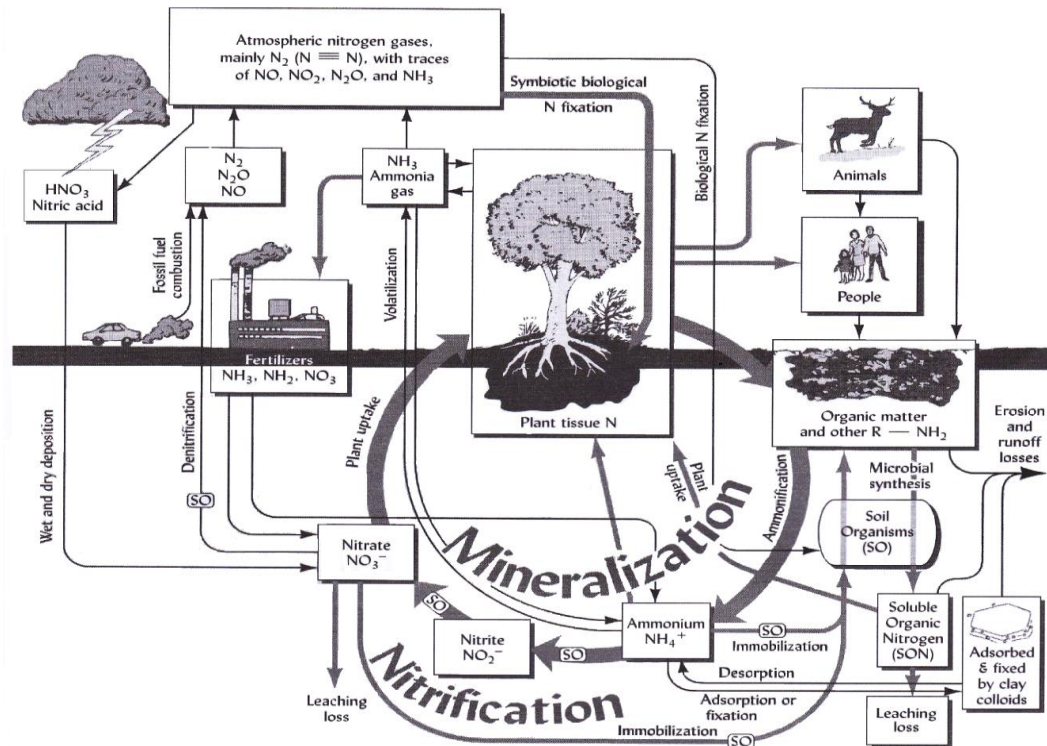 Atmospheric nitrogen gases,
mainly N₂ (N ≡ N), with traces
of NO, NO₂, N₂O, and NH₃
Symbiotic biological
N fixation
Biological N fixation
HNO₃
Nitric acid
N₂
N₂O
NO
NH₃
Ammonia
gas
Animals
People
Fossil fuel
combustion
Volatilization
Fertilizers
NH₃, NH₂, NO₃
Plant tissue N
Organic matter
and other R — NH₂
Erosion and
runoff
losses
Wet and dry deposition
Denitrification
SO
Plant uptake
Plant
uptake
Ammonification
Microbial
synthesis
Soil
Organisms
(SO)
Mineralization
Nitrate
NO₃⁻
SO
Nitrite
NO₂⁻
SO
Ammonium
NH₄⁺
SO
Immobilization
Soluble
Organic
Nitrogen
(SON)
Adsorbed
& fixed
by clay
colloids
Desorption
Adsorption or
fixation
Leaching
loss
Nitrification
Immobilization
SO
Leaching
loss